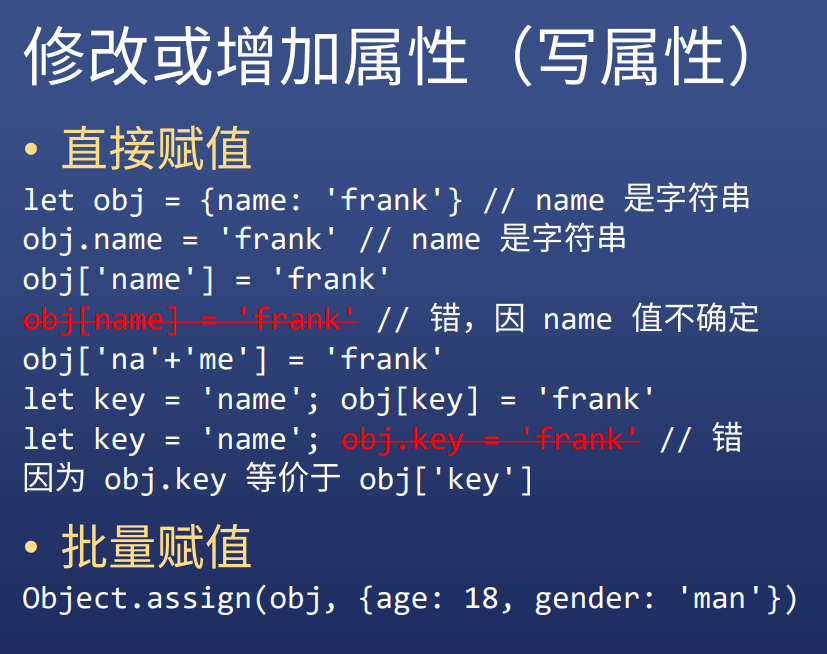 修改或增加属性（写属性）
• 直接赋值
let obj = {name: 'frank'} // name 是字符串
obj.name = 'frank' // name 是字符串
obj['name'] = 'frank'
obj[name] = 'frank' // 错，因 name 值不确定
obj['na'+'me'] = 'frank'
let key = 'name'; obj[key] = 'frank'
let key = 'name'; obj.key = 'frank' // 错
因为 obj.key 等价于 obj['key']
• 批量赋值
Object.assign(obj, {age: 18, gender: 'man'})